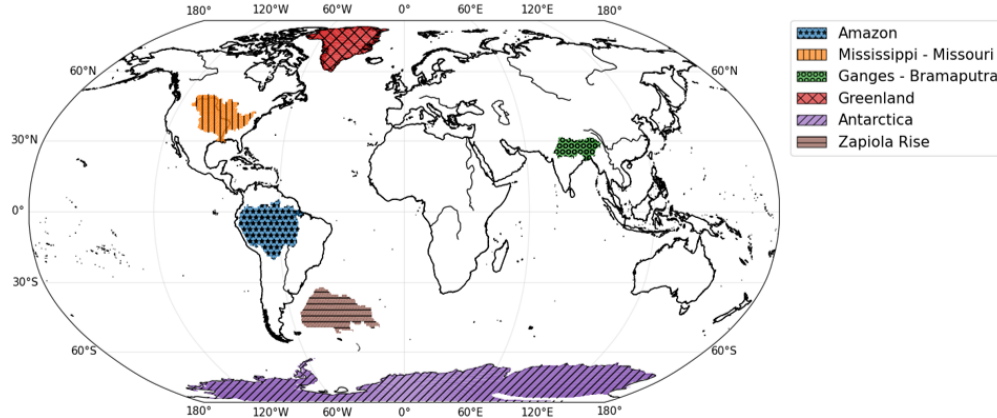 180° 120°W 60°W 0° 60°E 120°E 180°
60°N 60°N
30°N 30°N
0° 0°
30°S 30°S
60°S 60°S
180° 120°W 60°W 0° 60°E 120°E 180°
Amazon
Mississippi - Missouri
Ganges - Bramaputra
Greenland
Antarctica
Zapiola Rise